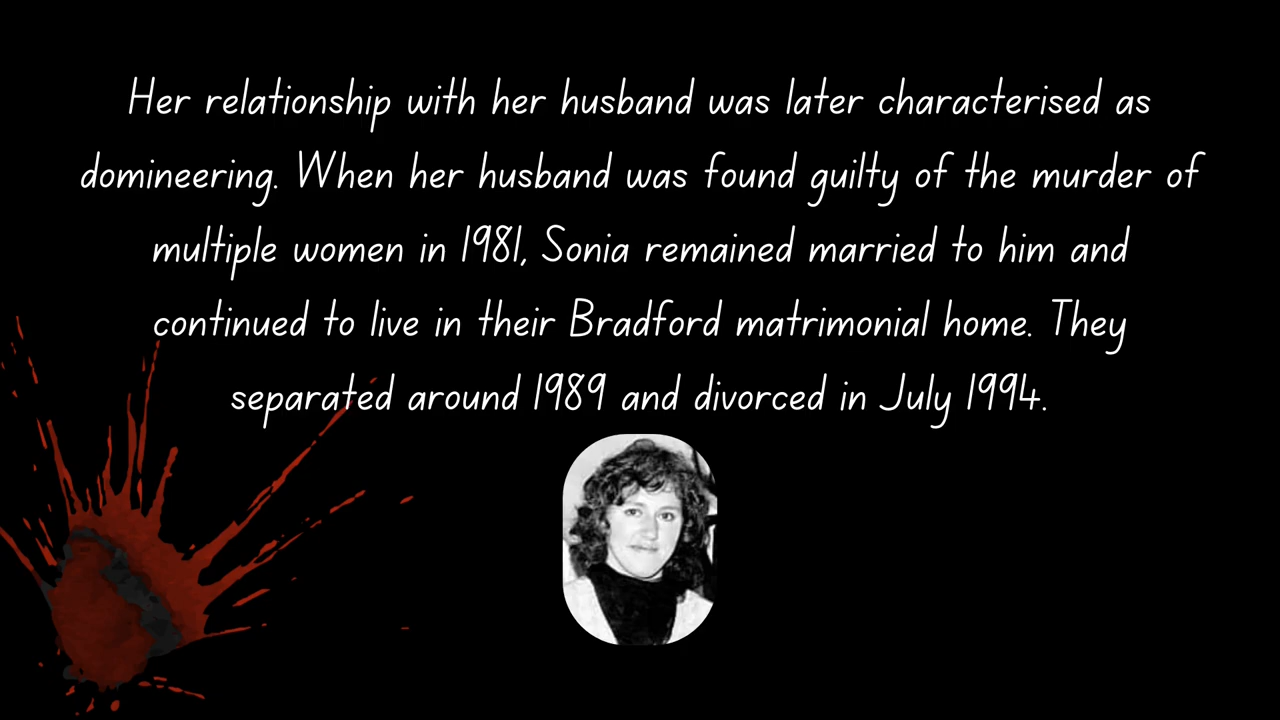 Her relationship with her husband was later characterised as
domineering. When her husband was found guilty of the murder of
multiple women in 1981, Sonia remained married to him and
continued to live in their Bradford matrimonial home. They
separated around 1989 and divorced in July 1994.